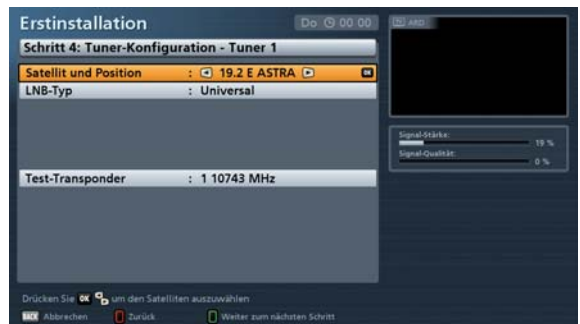 Erstinstallation
Do 00 00
TV ARD
Schritt 4: Tuner-Konfiguration - Tuner 1
Satellit und Position : 19.2 E ASTRA OK
LNB-Typ : Universal
Signal-Stärke:
19 %
Signal-Qualität:
0 %
Test-Transponder : 1 10743 MHz
Drücken Sie OK um den Satelliten auszuwählen
BACK Abbrechen Zurück Weiter zum nächsten Schritt